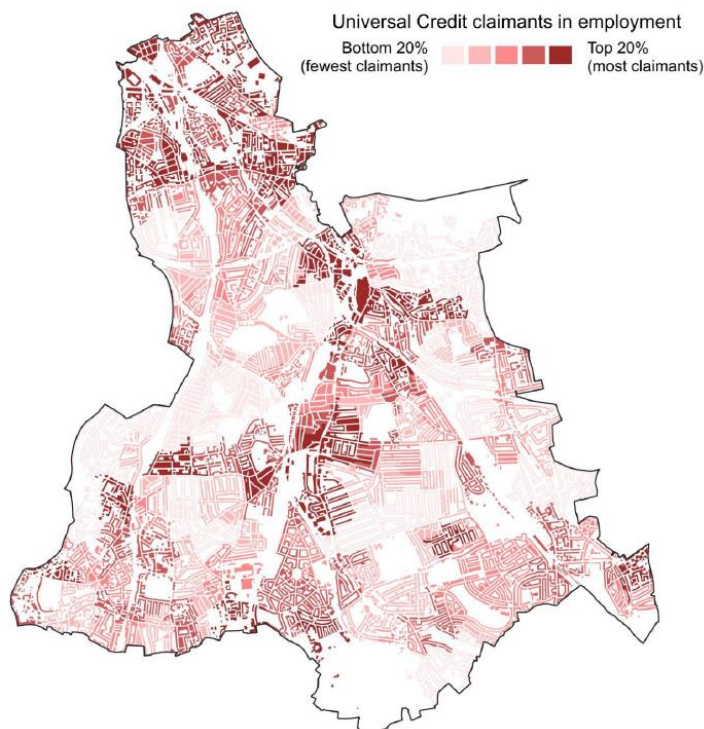 Universal Credit claimants in employment
Bottom 20% Top 20%
(fewest claimants) (most claimants)